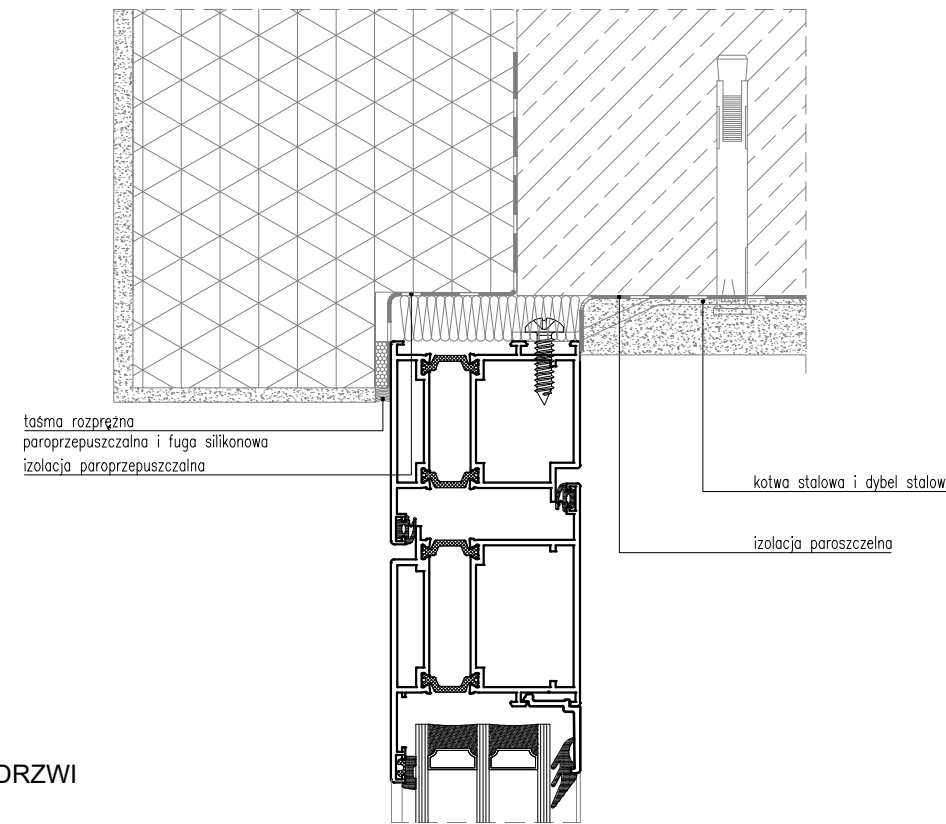 taśma rozprężna
paroprzepuszczalna i fuga silikonowa
izolacja paroprzepuszczalna
kotwa stalowa i dybel stalow
izolacja paroszczelna
DRZWI